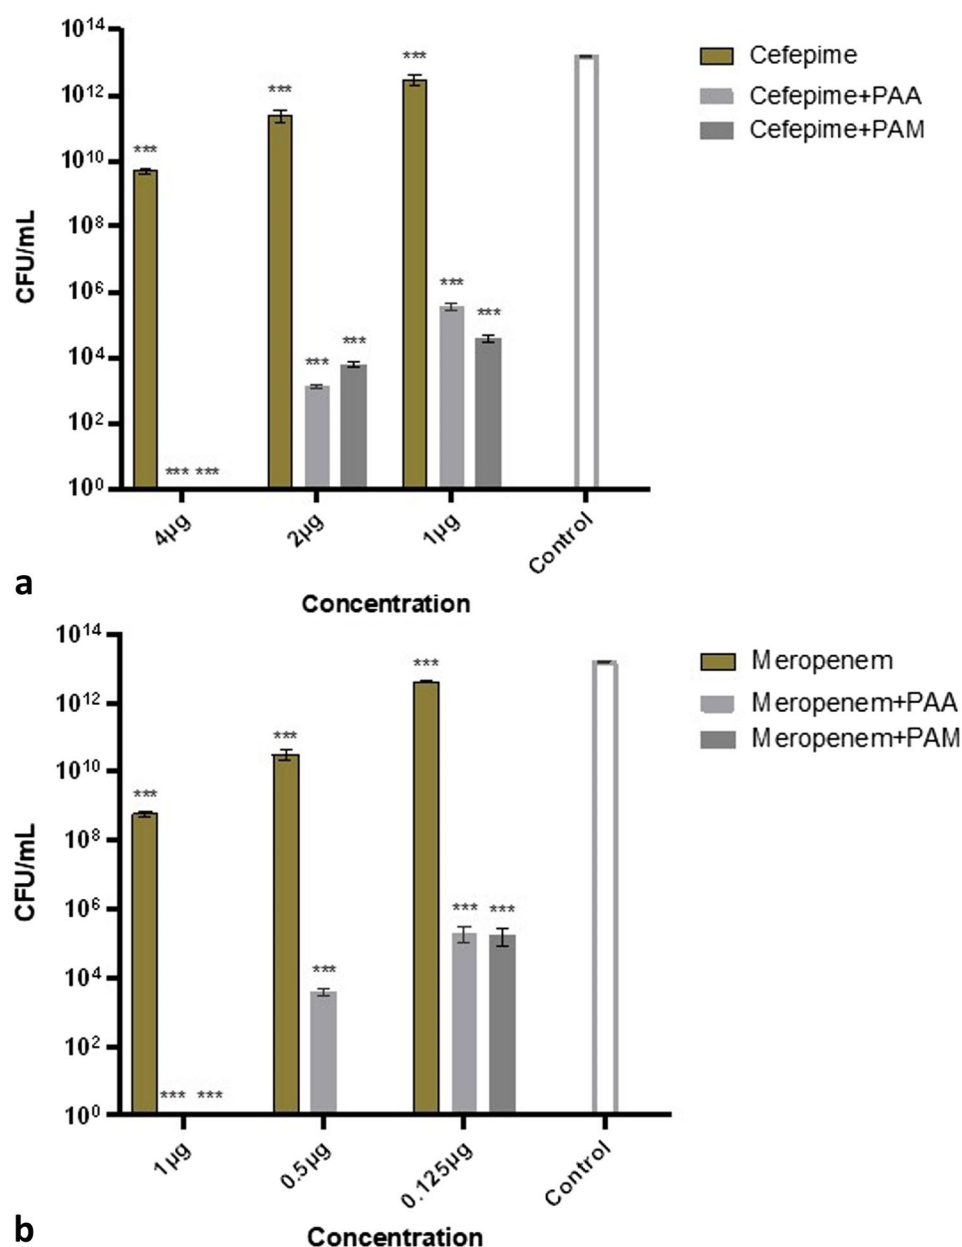 10¹⁴
10¹²
10¹⁰
10⁸
10⁶
10⁴
10²
10⁰
CFU/mL
***
***
***
*** ***
***
***
***
***
4µg
2µg
1µg
Control
Concentration
Cefepime
Cefepime+PAA
Cefepime+PAM
a
10¹⁴
10¹²
10¹⁰
10⁸
10⁶
10⁴
10²
10⁰
CFU/mL
***
***
***
*** ***
***
*** ***
1µg
0.5µg
0.125µg
Control
Concentration
Meropenem
Meropenem+PAA
Meropenem+PAM
b